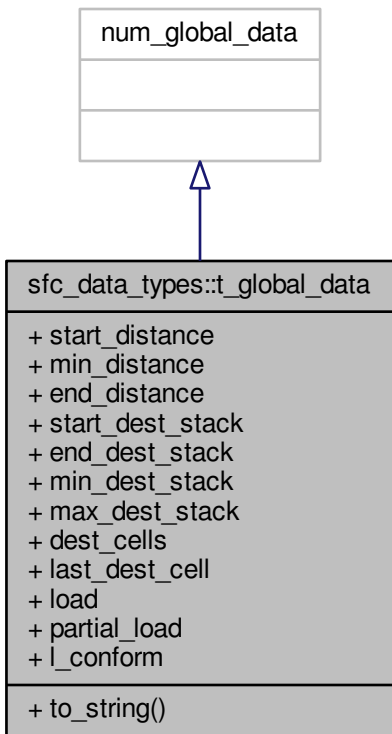 num_global_data
sfc_data_types::t_global_data
+ start_distance
+ min_distance
+ end_distance
+ start_dest_stack
+ end_dest_stack
+ min_dest_stack
+ max_dest_stack
+ dest_cells
+ last_dest_cell
+ load
+ partial_load
+ l_conform
+ to_string()